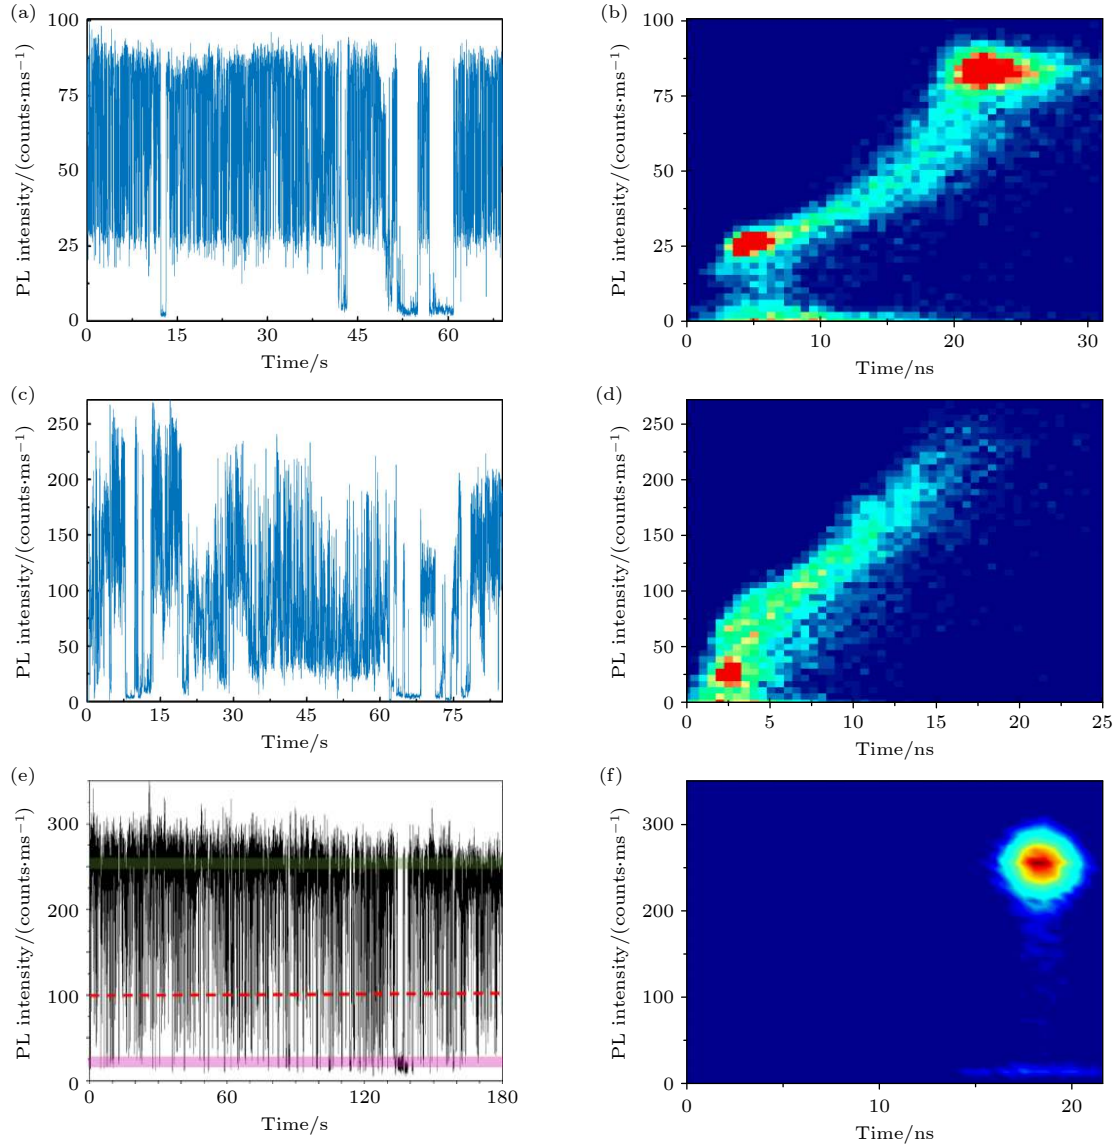 (a)
100
75
50
25
0
PL intensity/(counts·ms⁻¹)
0 15 30 45 60
Time/s
(b)
100
75
50
25
0
PL intensity/(counts·ms⁻¹)
0 10 20 30
Time/ns
(c)
250
200
150
100
50
0
PL intensity/(counts·ms⁻¹)
0 15 30 45 60 75
Time/s
(d)
250
200
150
100
50
0
PL intensity/(counts·ms⁻¹)
0 5 10 15 20 25
Time/ns
(e)
300
200
100
0
PL intensity/(counts·ms⁻¹)
0 60 120 180
Time/s
(f)
300
200
100
0
PL intensity/(counts·ms⁻¹)
0 10 20
Time/ns